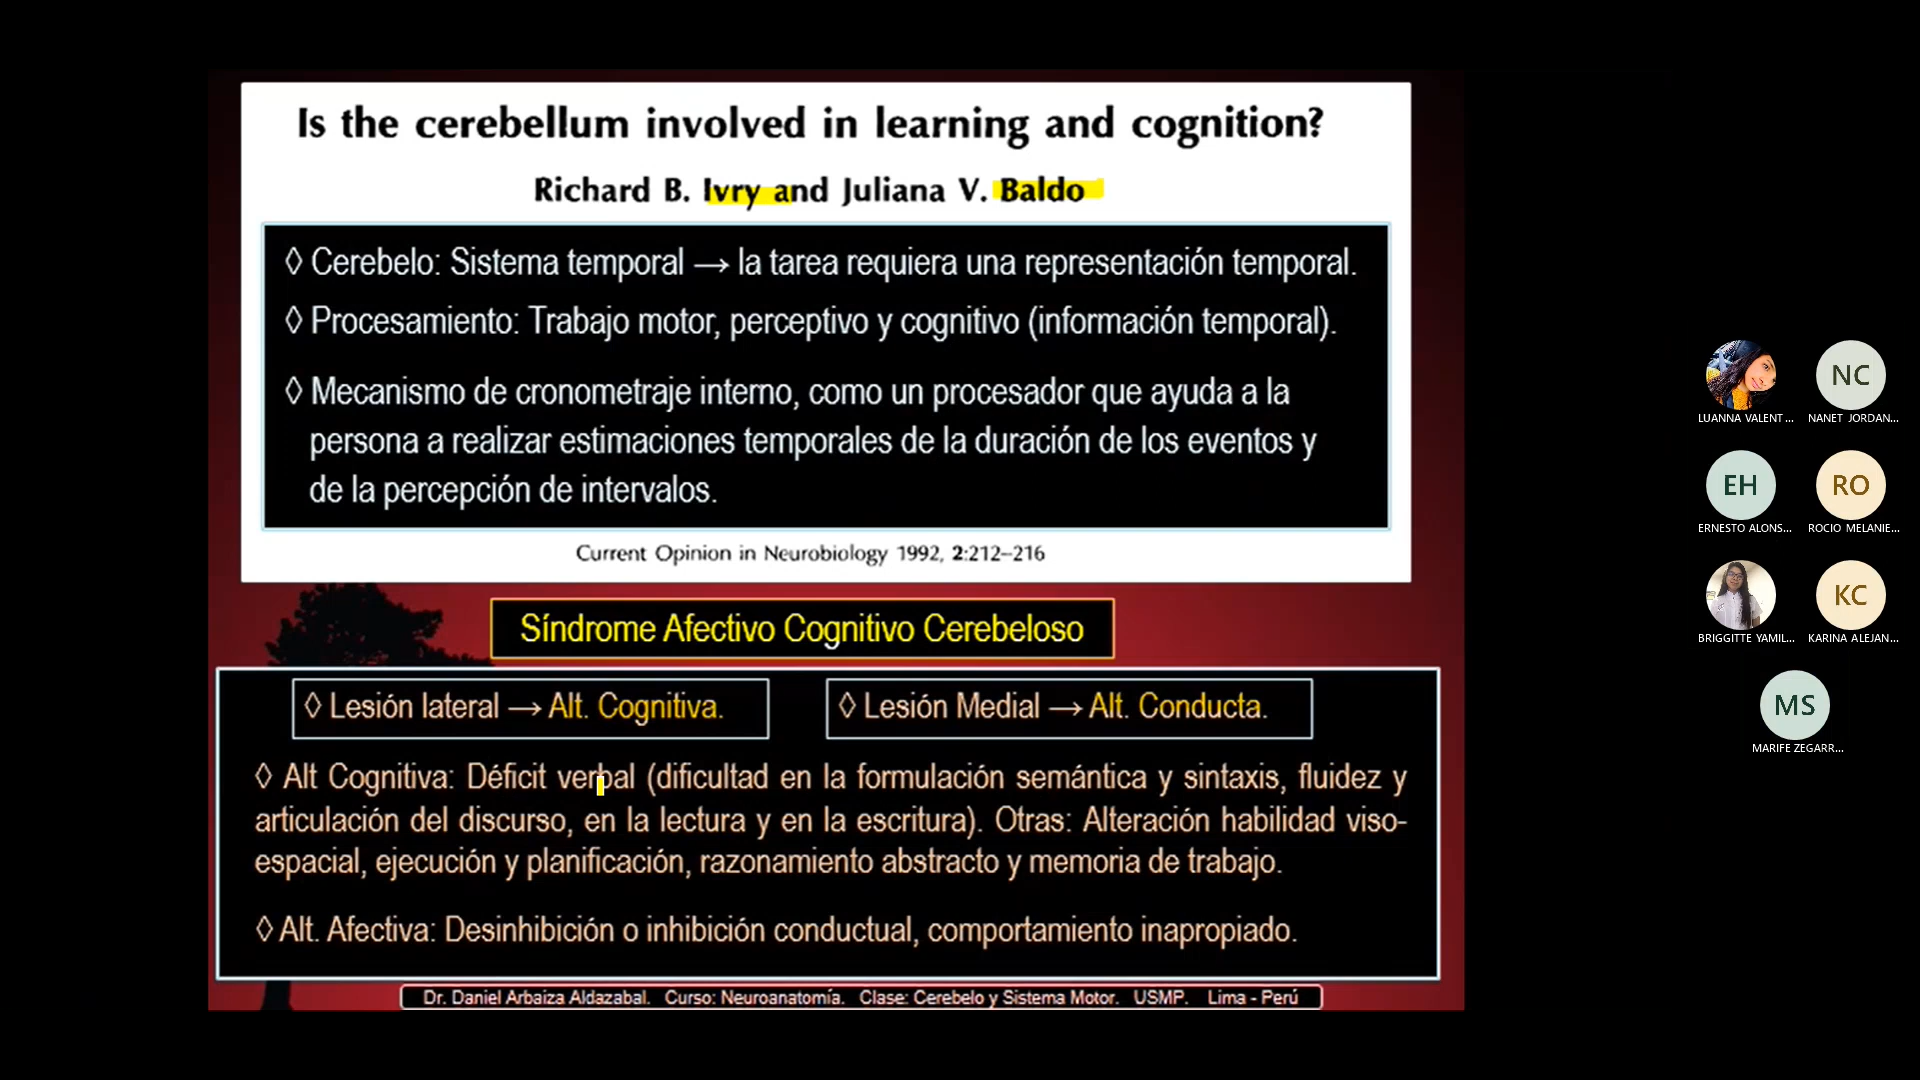 Is the cerebellum involved in learning and cognition?
Richard B. Ivry and Juliana V. Baldo
◊ Cerebelo: Sistema temporal → la tarea requiera una representación temporal.
◊ Procesamiento: Trabajo motor, perceptivo y cognitivo (información temporal).
◊ Mecanismo de cronometraje interno, como un procesador que ayuda a la
persona a realizar estimaciones temporales de la duración de los eventos y
de la percepción de intervalos.
Current Opinion in Neurobiology 1992, 2:212–216
Síndrome Afectivo Cognitivo Cerebeloso
◊ Lesión lateral → Alt. Cognitiva.
◊ Lesión Medial → Alt. Conducta.
◊ Alt Cognitiva: Déficit verbal (dificultad en la formulación semántica y sintaxis, fluidez y
articulación del discurso, en la lectura y en la escritura). Otras: Alteración habilidad viso-
espacial, ejecución y planificación, razonamiento abstracto y memoria de trabajo.
◊ Alt. Afectiva: Desinhibición o inhibición conductual, comportamiento inapropiado.
Dr. Daniel Arbaiza Aldazabal. Curso: Neuroanatomía. Clase: Cerebelo y Sistema Motor. USMP. Lima - Perú
LUANNA VALENT...
NC
NANET JORDAN...
EH
ERNESTO ALONS...
RO
ROCIO MELANIE...
BRIGGITTE YAMIL...
KC
KARINA ALEJAN...
MS
MARIFE ZEGARR...